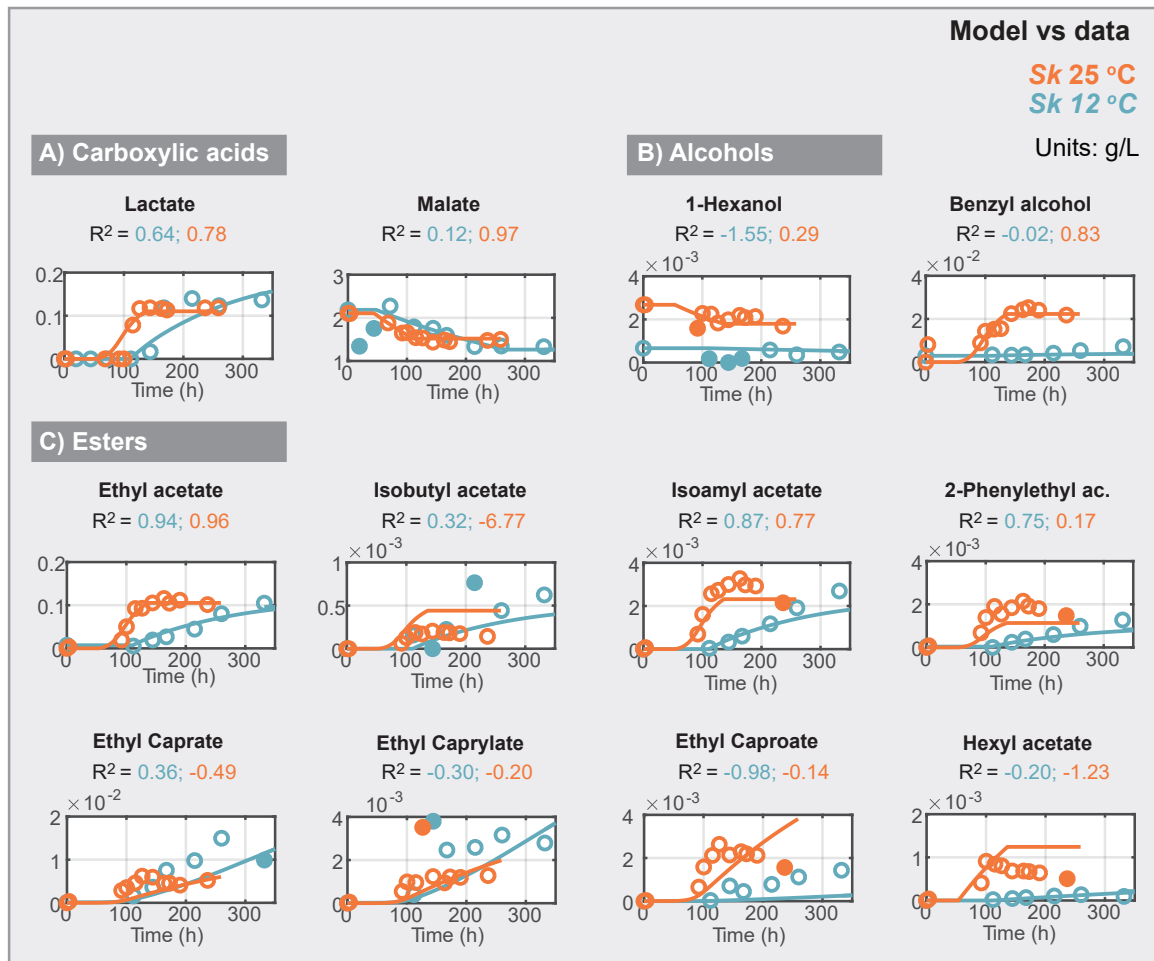 Model vs data
Sk 25 °C
Sk 12 °C
Units: g/L
A) Carboxylic acids
B) Alcohols
Lactate
R² = 0.64; 0.78
0.2
0.1
0
0 100 200 300
Time (h)
Malate
R² = 0.12; 0.97
3
2
1
0 100 200 300
Time (h)
1-Hexanol
R² = -1.55; 0.29
× 10⁻³
4
2
0
0 100 200 300
Time (h)
Benzyl alcohol
R² = -0.02; 0.83
× 10⁻²
4
2
0
0 100 200 300
Time (h)
C) Esters
Ethyl acetate
R² = 0.94; 0.96
0.2
0.1
0
0 100 200 300
Time (h)
Isobutyl acetate
R² = 0.32; -6.77
× 10⁻³
1
0.5
0
0 100 200 300
Time (h)
Isoamyl acetate
R² = 0.87; 0.77
× 10⁻³
4
2
0
0 100 200 300
Time (h)
2-Phenylethyl ac.
R² = 0.75; 0.17
× 10⁻³
4
2
0
0 100 200 300
Time (h)
Ethyl Caprate
R² = 0.36; -0.49
× 10⁻²
2
1
0
0 100 200 300
Time (h)
Ethyl Caprylate
R² = -0.30; -0.20
10⁻³
4
2
0
0 100 200 300
Time (h)
Ethyl Caproate
R² = -0.98; -0.14
× 10⁻³
4
2
0
0 100 200 300
Time (h)
Hexyl acetate
R² = -0.20; -1.23
× 10⁻³
2
1
0
0 100 200 300
Time (h)